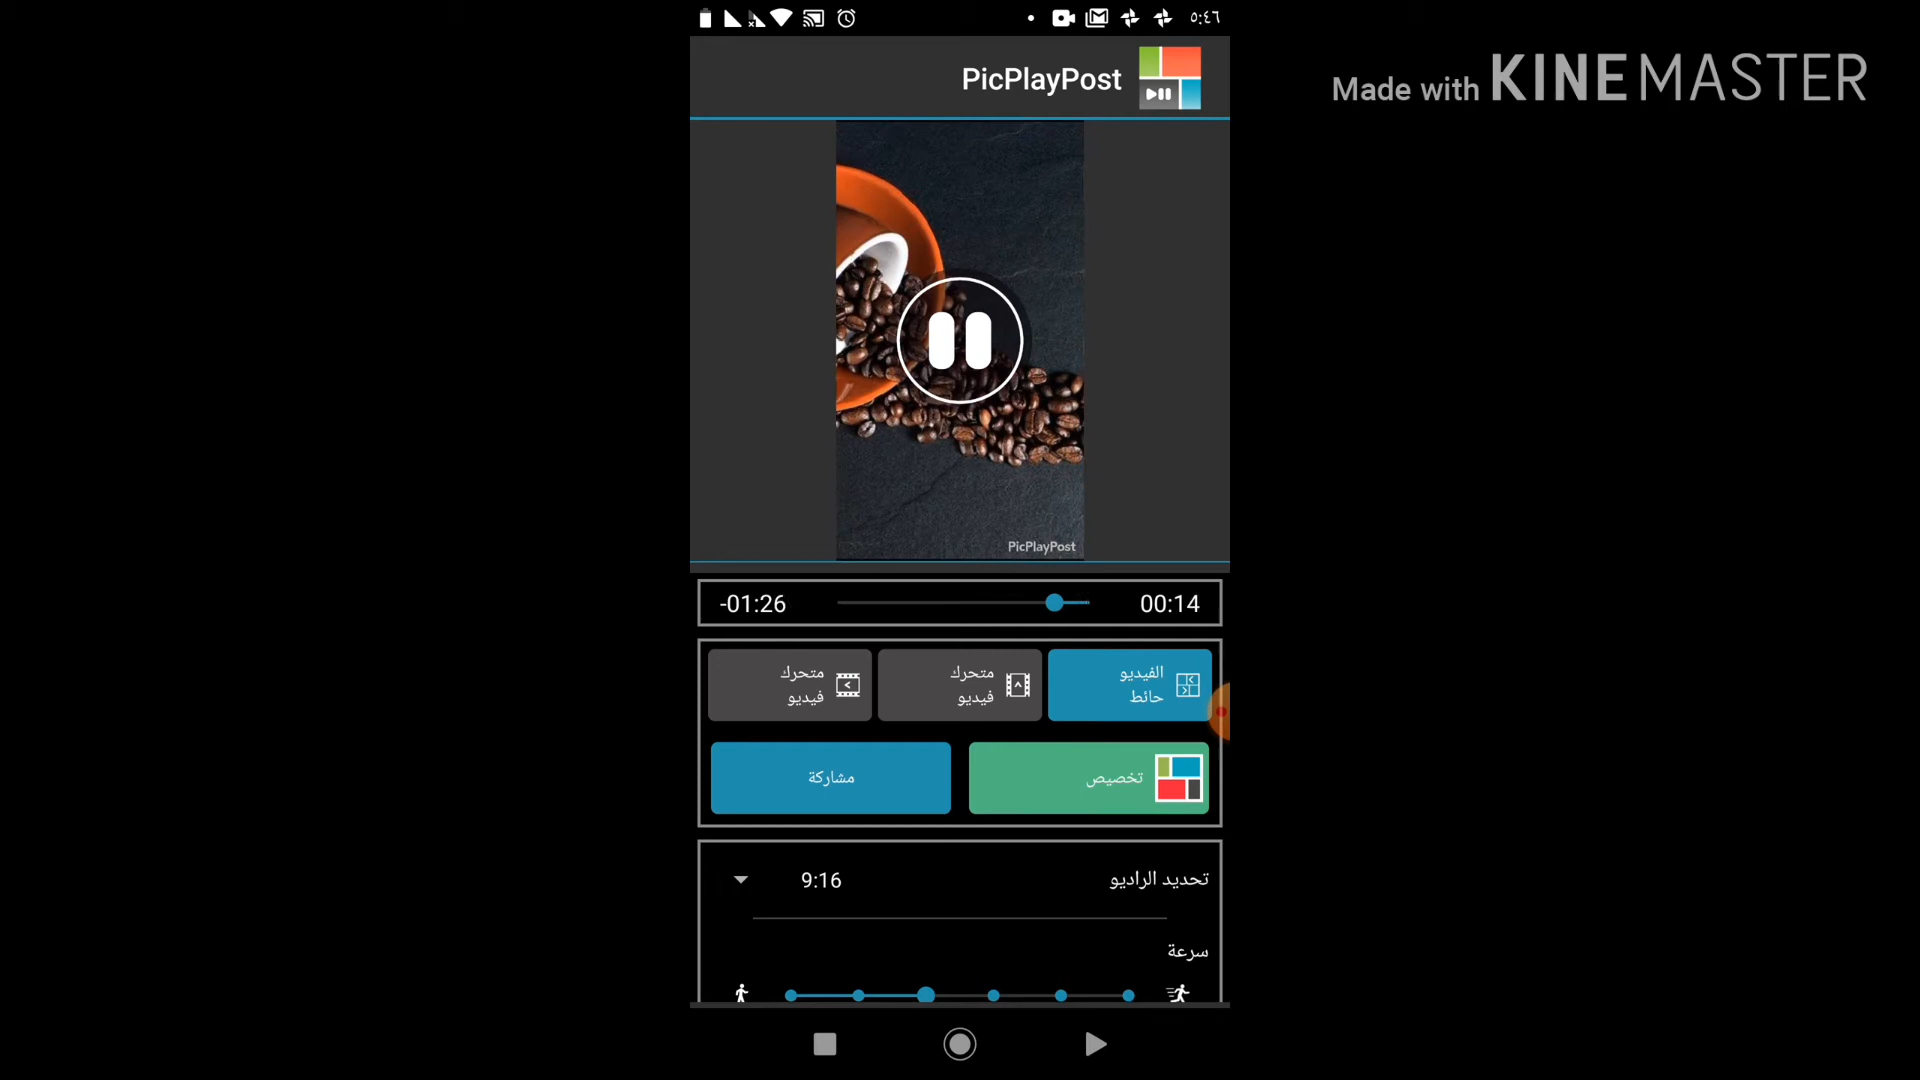 ٥:٤٦
PicPlayPost
Made with KINEMASTER
PicPlayPost
-01:26
00:14
الفيديو
حائط
متحرك
فيديو
متحرك
فيديو
تخصيص
مشاركة
تحديد الراديو
9:16
سرعة